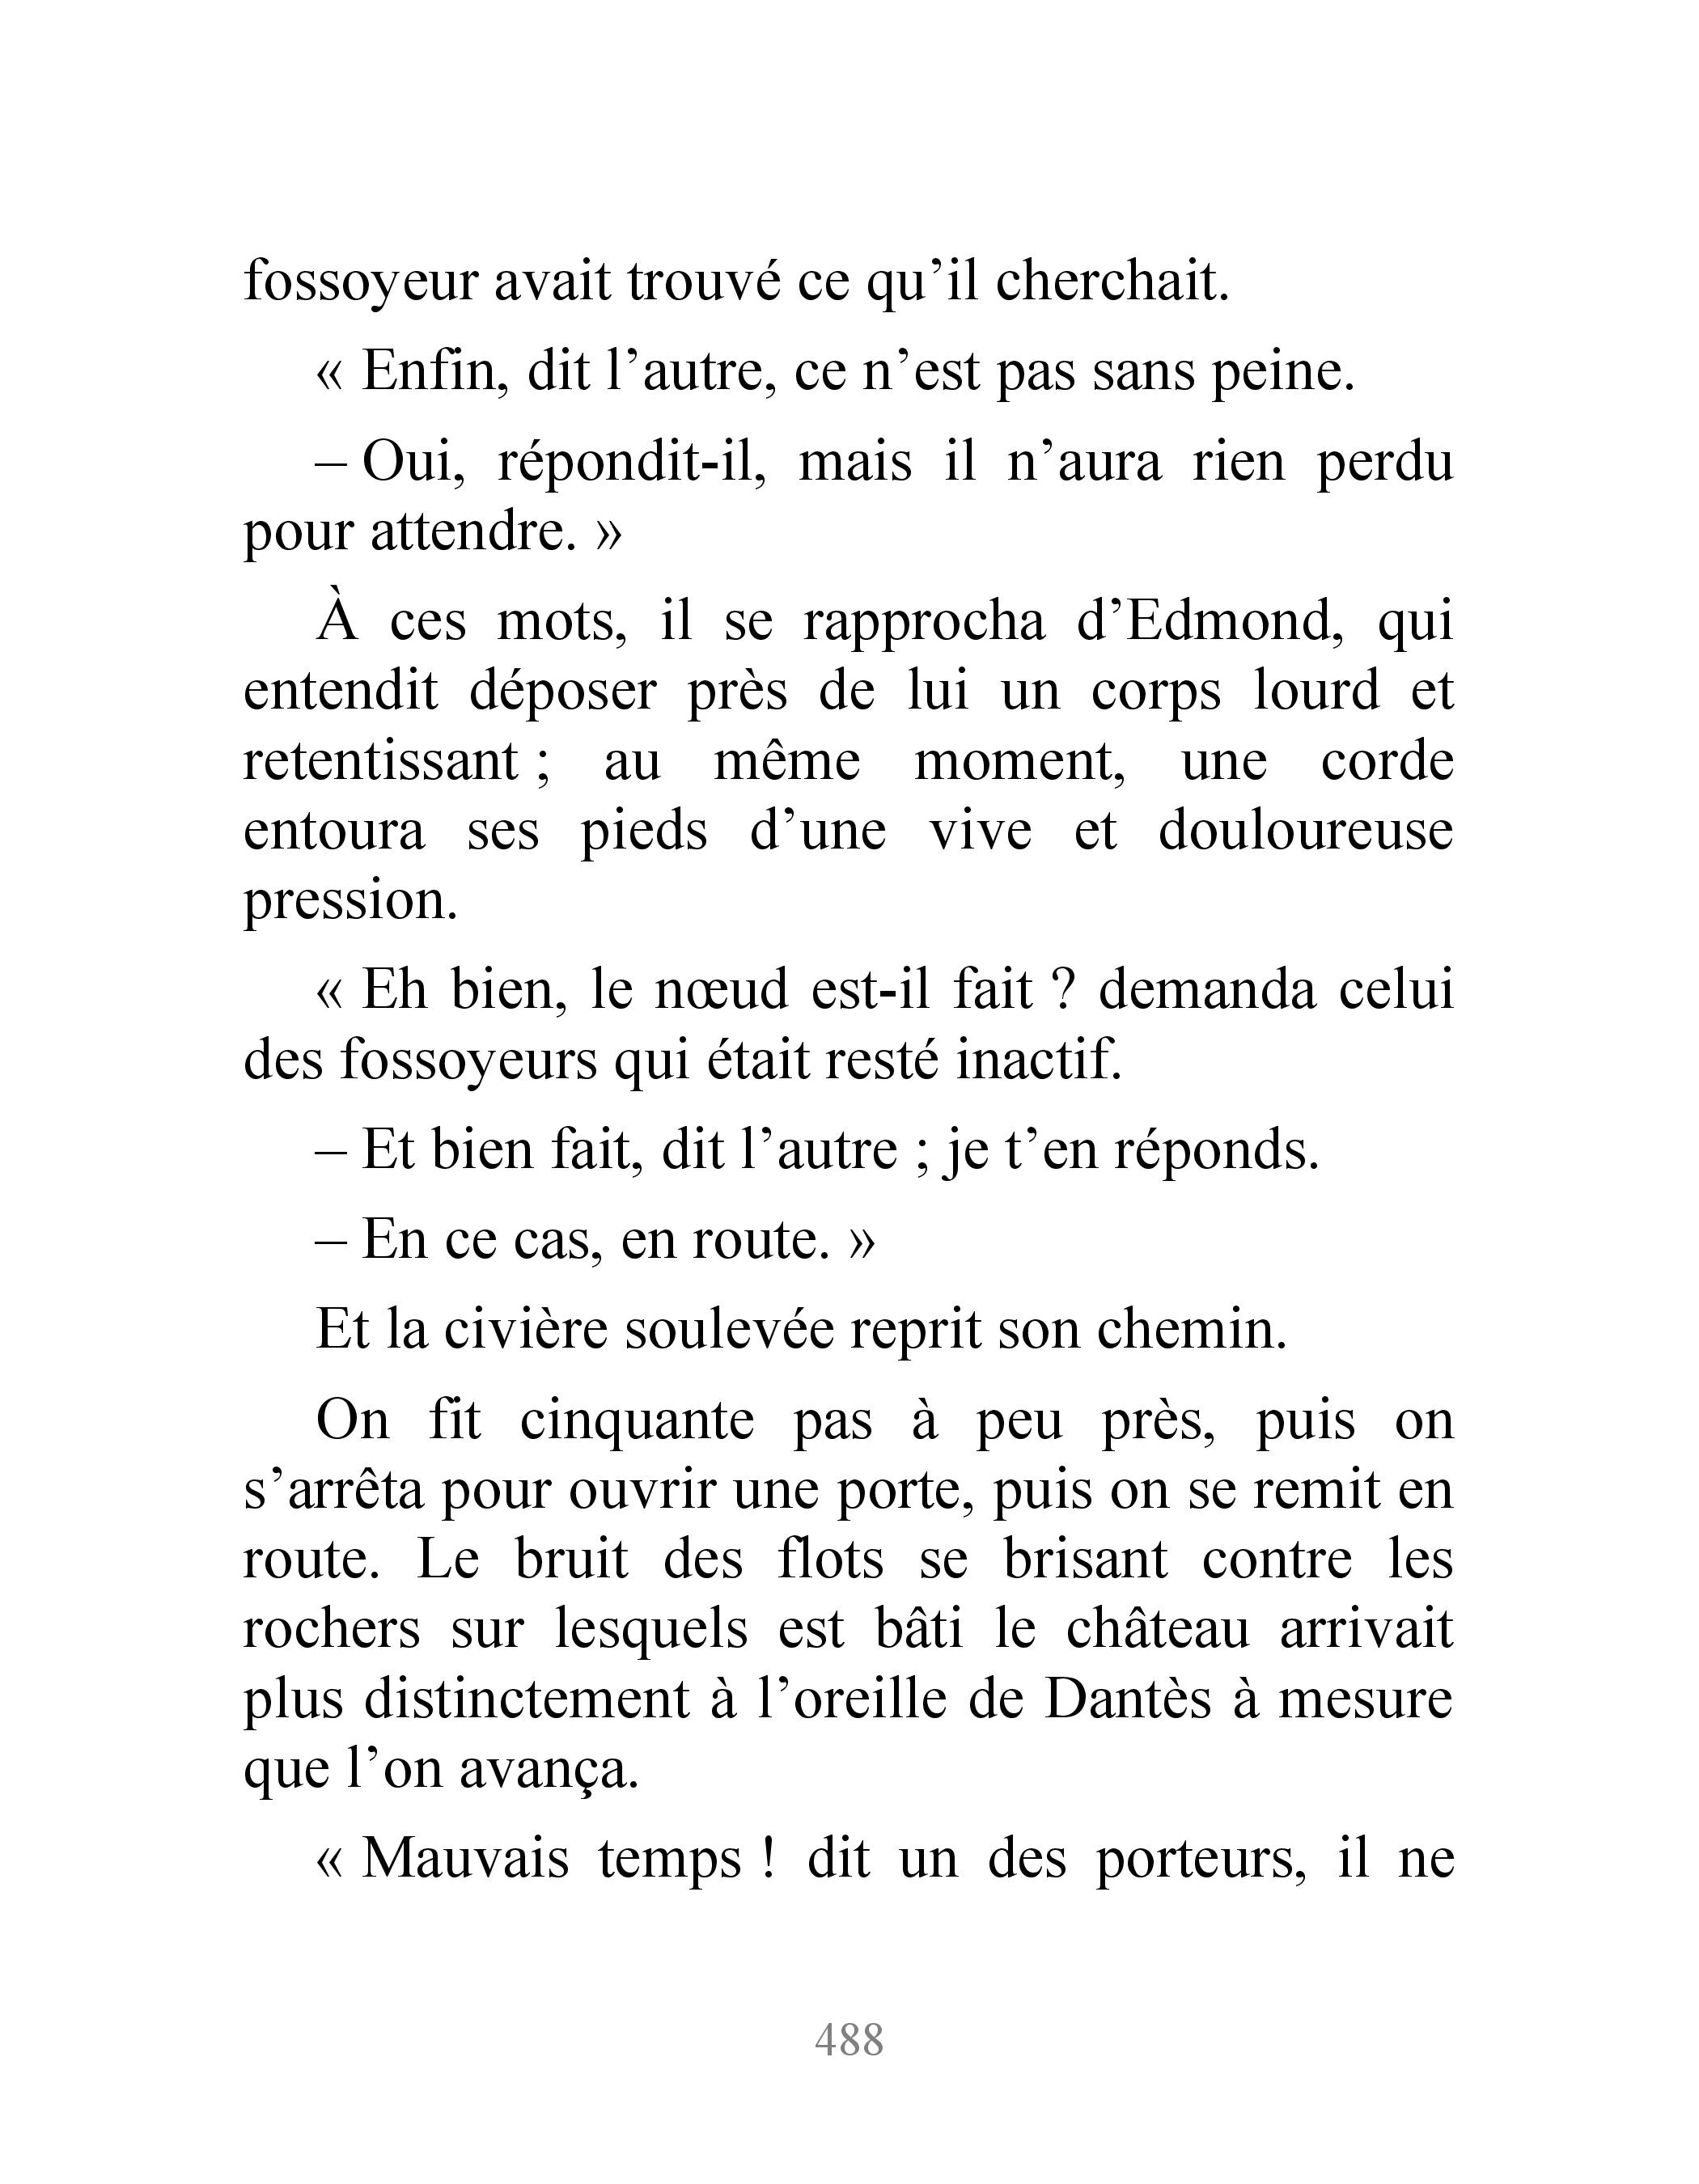 fossoyeur avait trouvé ce qu’il cherchait.
« Enfin, dit l’autre, ce n’est pas sans peine.
– Oui, répondit-il, mais il n’aura rien perdu
pour attendre. »
À ces mots, il se rapprocha d’Edmond, qui
entendit déposer près de lui un corps lourd et
retentissant ; au même moment, une corde
entoura ses pieds d’une vive et douloureuse
pression.
« Eh bien, le nœud est-il fait ? demanda celui
des fossoyeurs qui était resté inactif.
– Et bien fait, dit l’autre ; je t’en réponds.
– En ce cas, en route. »
Et la civière soulevée reprit son chemin.
On fit cinquante pas à peu près, puis on
s’arrêta pour ouvrir une porte, puis on se remit en
route. Le bruit des flots se brisant contre les
rochers sur lesquels est bâti le château arrivait
plus distinctement à l’oreille de Dantès à mesure
que l’on avança.
« Mauvais temps ! dit un des porteurs, il ne
488